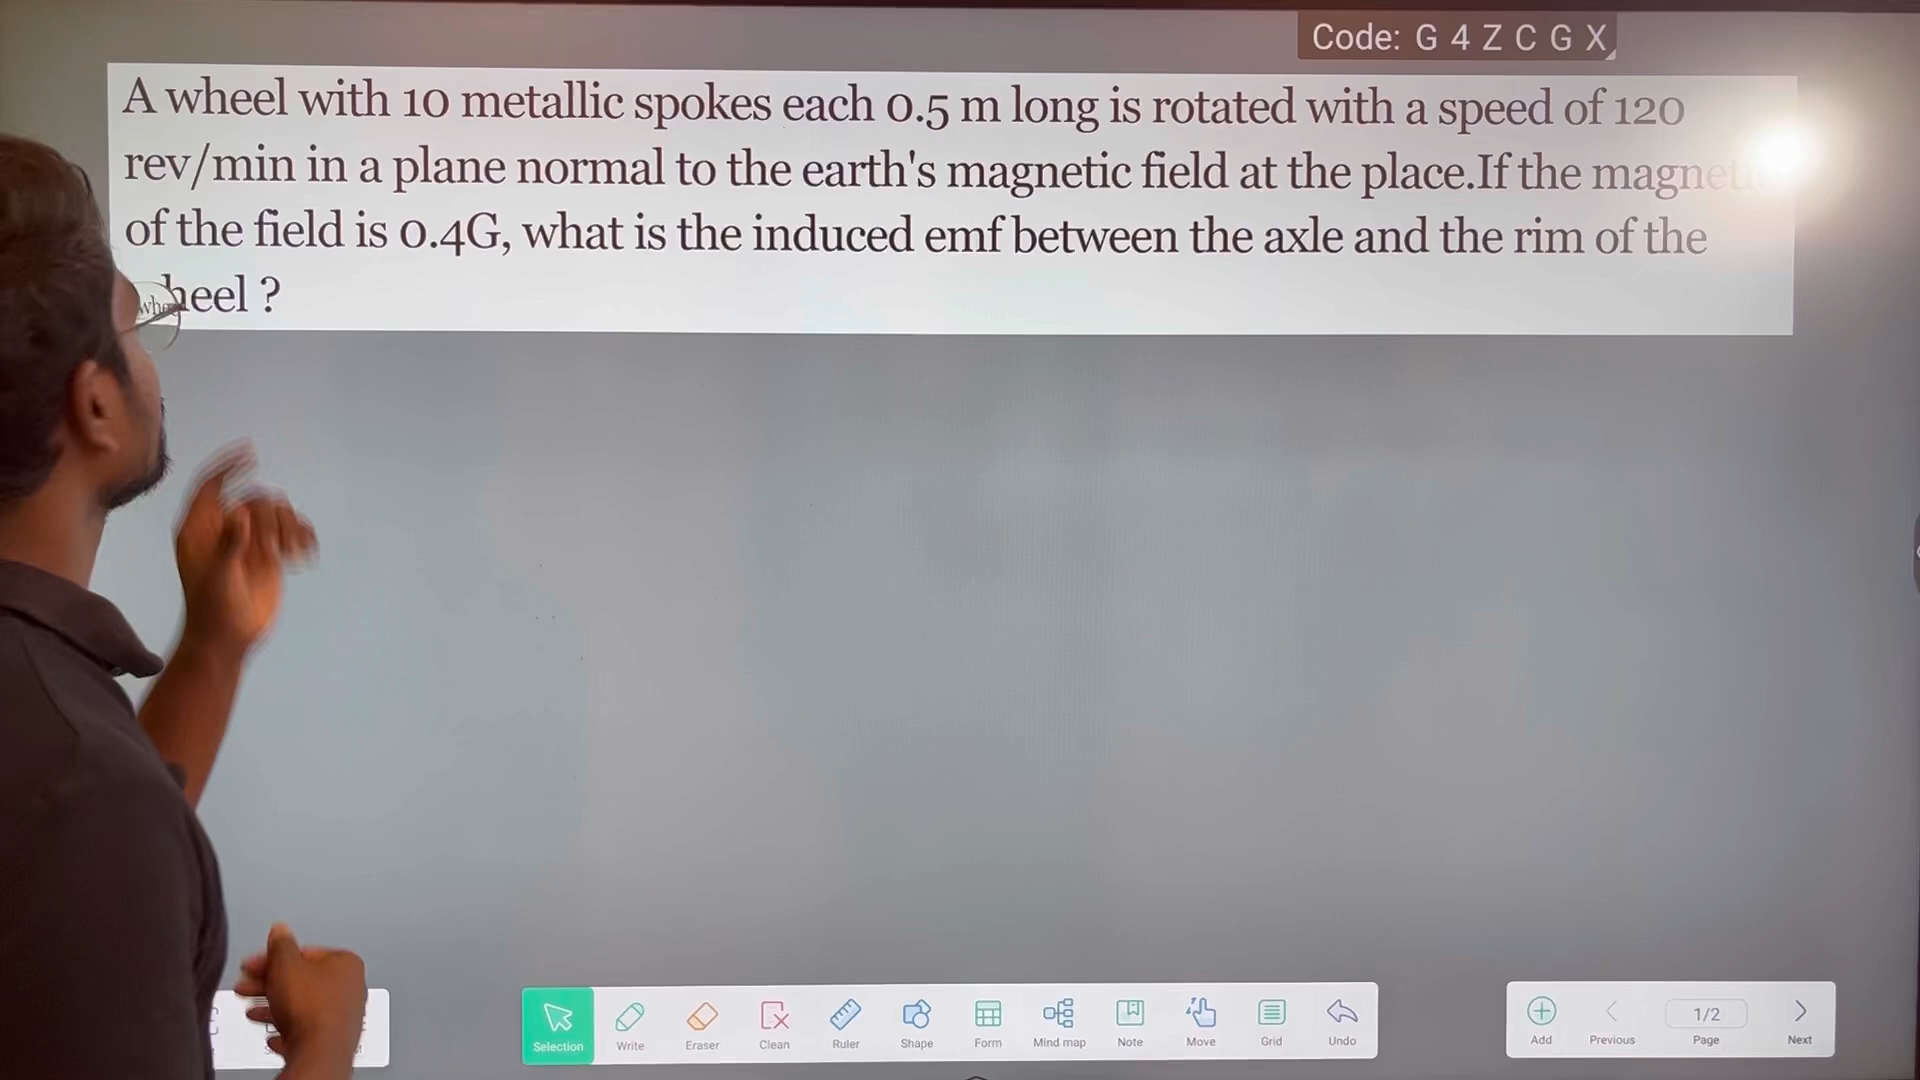 Code: G 4 Z C G X
A wheel with 10 metallic spokes each 0.5 m long is rotated with a speed of 120
rev/min in a plane normal to the earth's magnetic field at the place.If the
of the field is 0.4G, what is the induced emf between the axle and the rim of the
?
Selection Write Eraser Clean Ruler Shape Form Mind map Note Move Grid Undo
Add Previous 1/2 Page Next